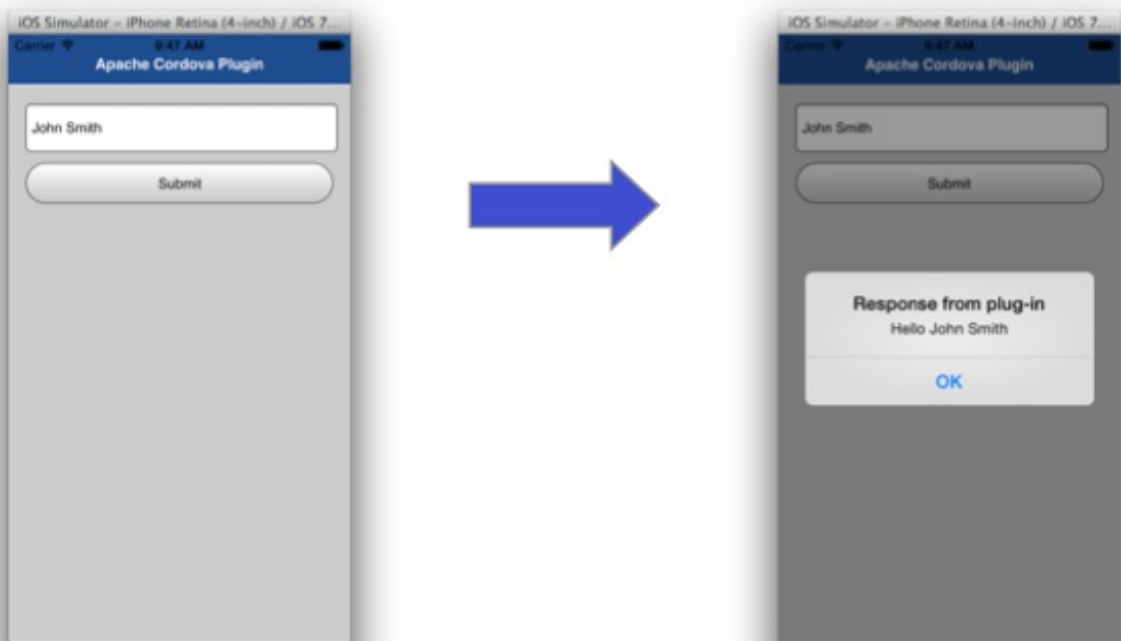 iOS Simulator – iPhone Retina (4-inch) / iOS 7...
Carrier 9:47 AM
Apache Cordova Plugin
John Smith
Submit
iOS Simulator – iPhone Retina (4-inch) / iOS 7...
Carrier 9:47 AM
Apache Cordova Plugin
John Smith
Submit
Response from plug-in
Hello John Smith
OK